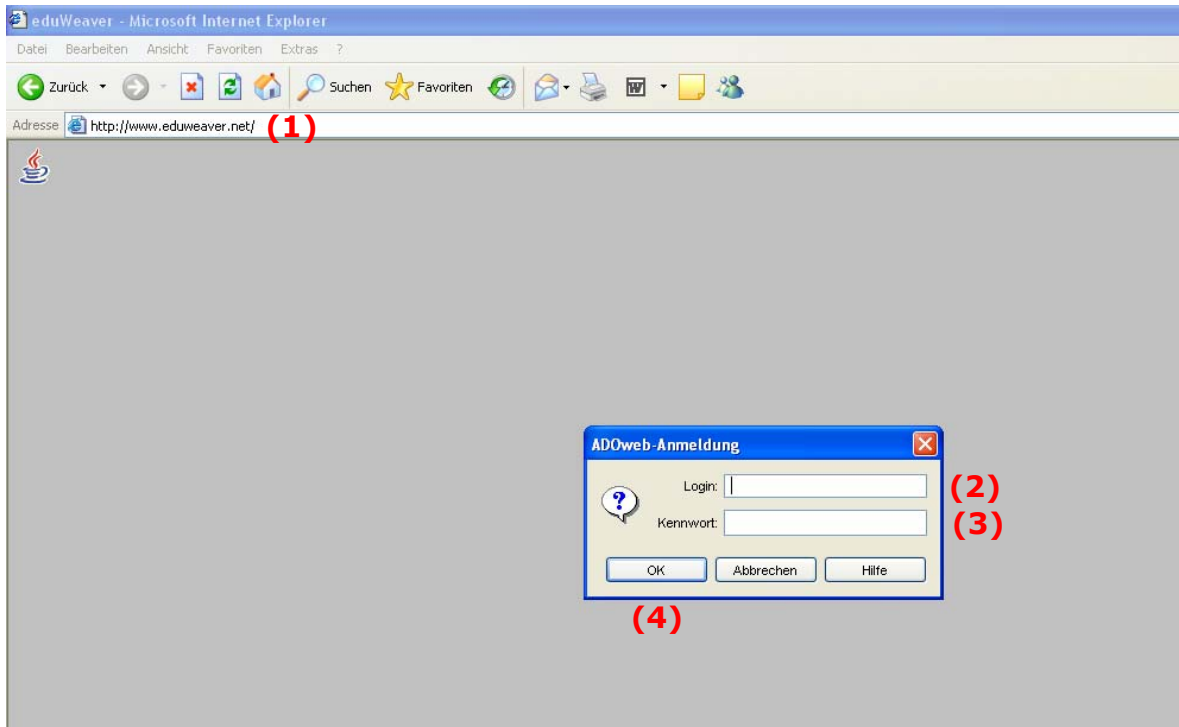 eduWeaver - Microsoft Internet Explorer
Datei Bearbeiten Ansicht Favoriten Extras ?
Zurück Suchen Favoriten W
Adresse http://www.eduweaver.net/ (1)
ADOweb-Anmeldung
? Login: (2)
Kennwort: (3)
OK Abbrechen Hilfe
(4)